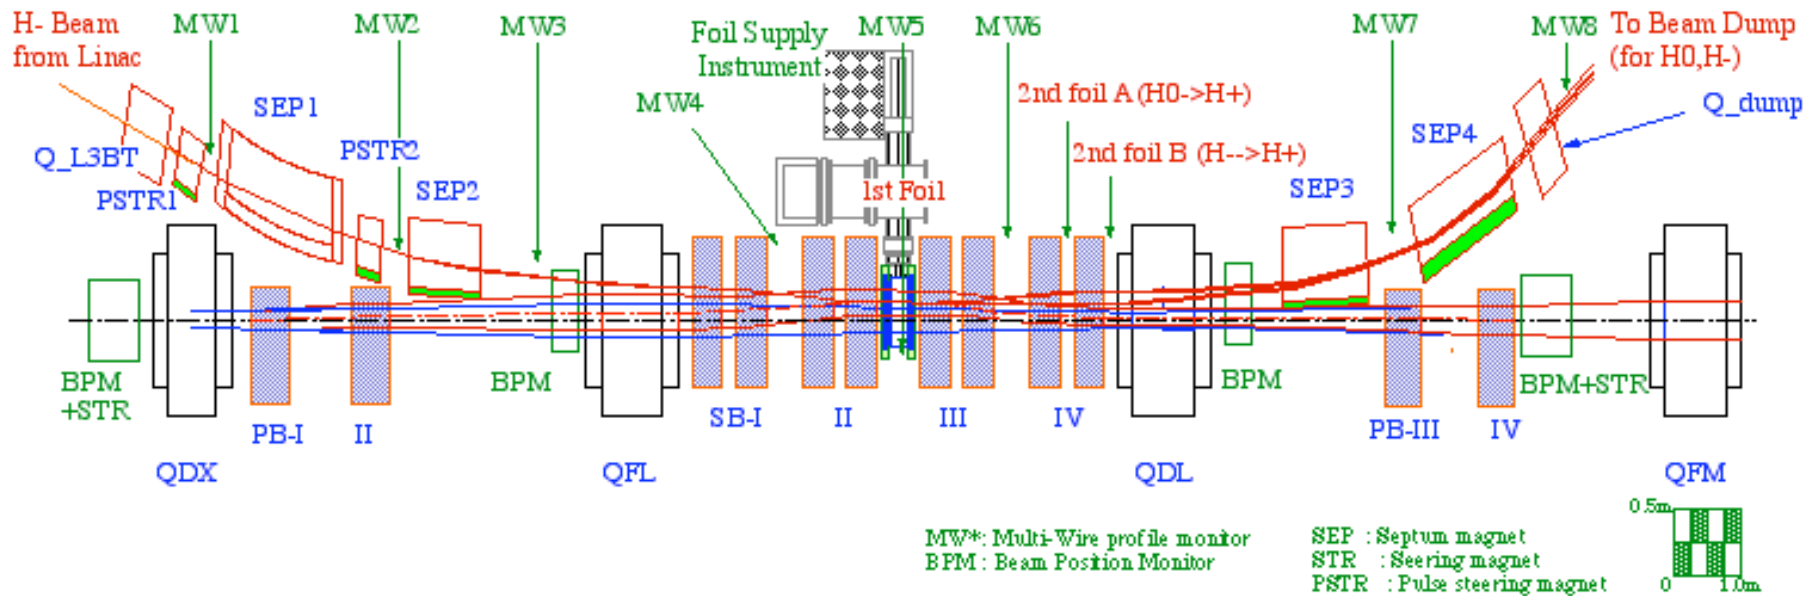 H- Beam
from Linac
MW1
MW2
MW3
Foil Supply
Instrument
MW5
MW6
MW7
MW8
To Beam Dump
(for H0,H-)
MW4
SEP1
2nd foil A (H0->H+)
Q_dump
SEP4
Q_L3BT
PSTR2
2nd foil B (H-->H+)
PSTR1
SEP2
1st Foil
SEP3
BPM
+STR
BPM
BPM
BPM+STR
PB-I
II
SB-I
II
III
IV
PB-III
IV
QDX
QFL
QDL
QFM
MW*: Multi-Wire profile monitor
BPM : Beam Position Monitor
SEP : Septum magnet
STR : Seering magnet
PSTR : Pulse steering magnet
0.5m
0 1.0m